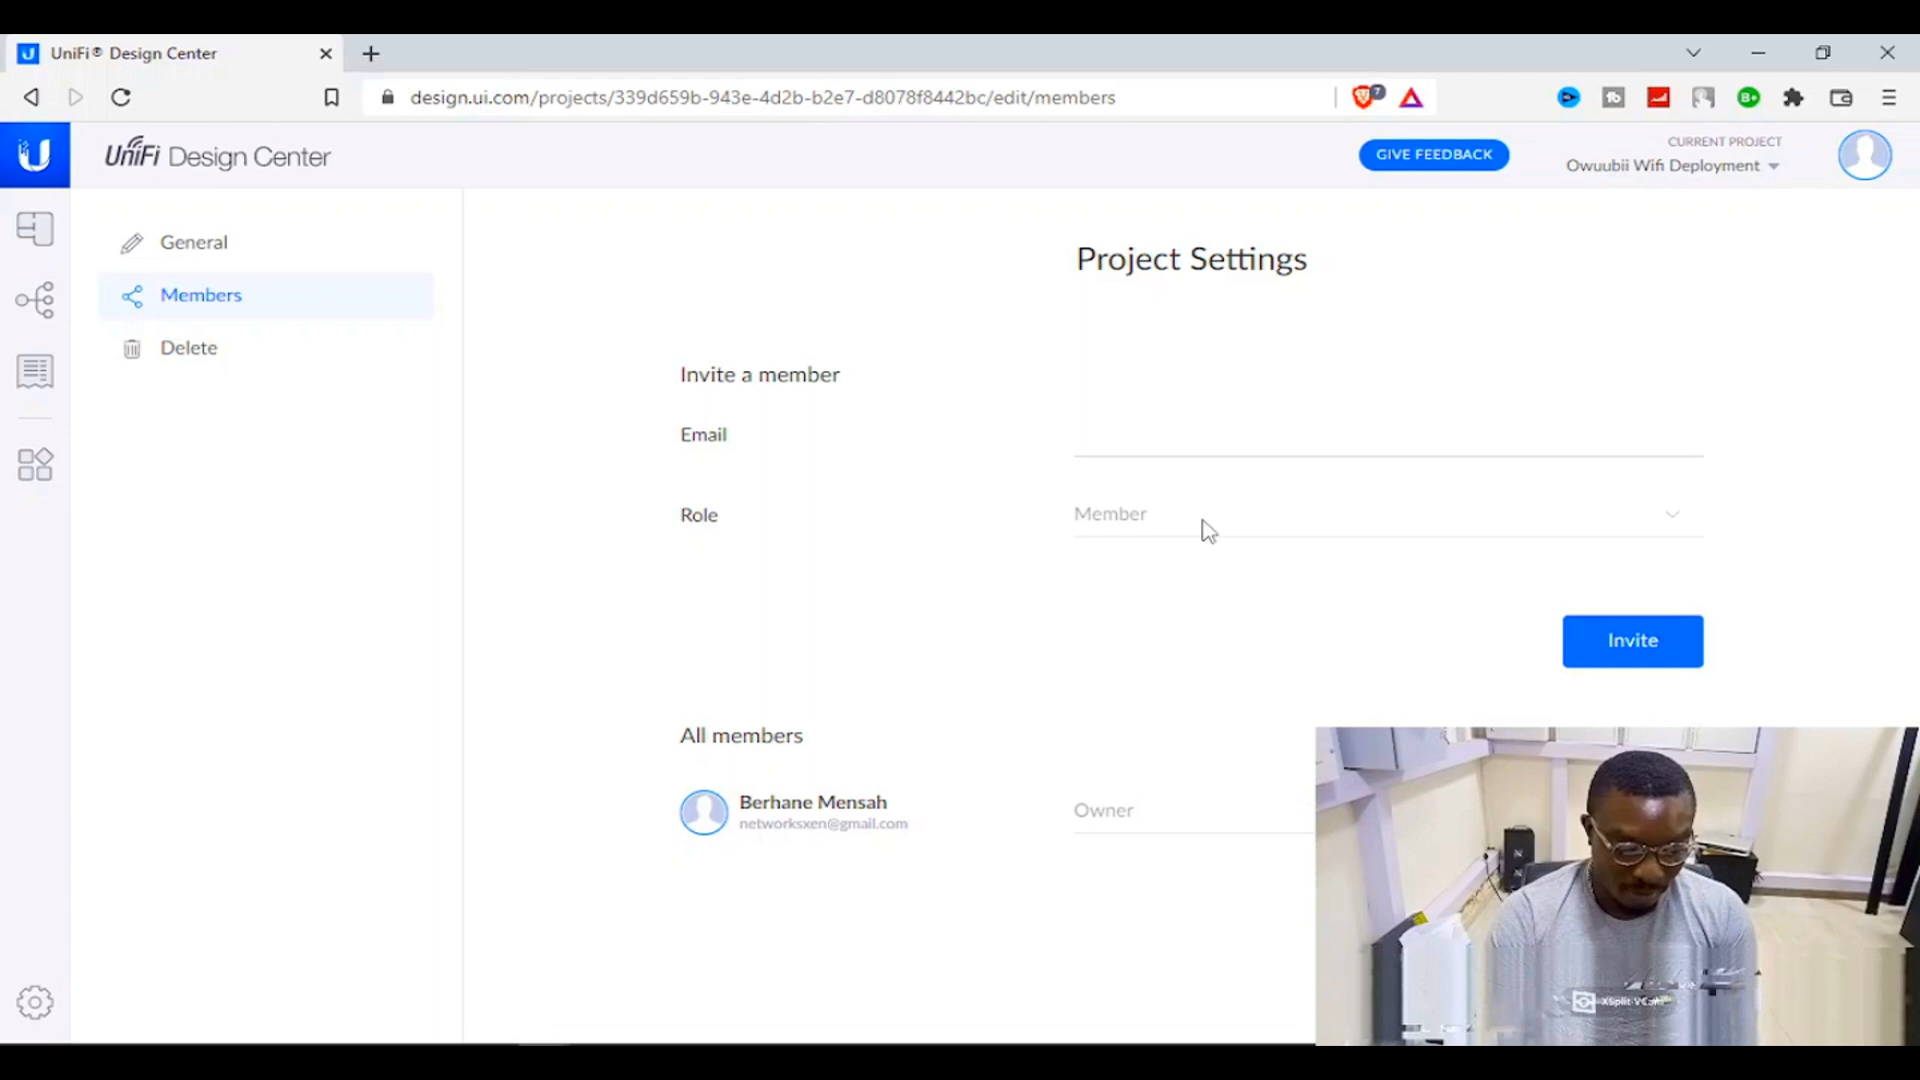 UniFi® Design Center
design.ui.com/projects/339d659b-943e-4d2b-b2e7-d8078f8442bc/edit/members
7
UniFi Design Center
GIVE FEEDBACK
CURRENT PROJECT
Owuubii Wifi Deployment
General
Members
Delete
Project Settings
Invite a member
Email
Role
Member
Invite
All members
Berhane Mensah
networksxen@gmail.com
Owner